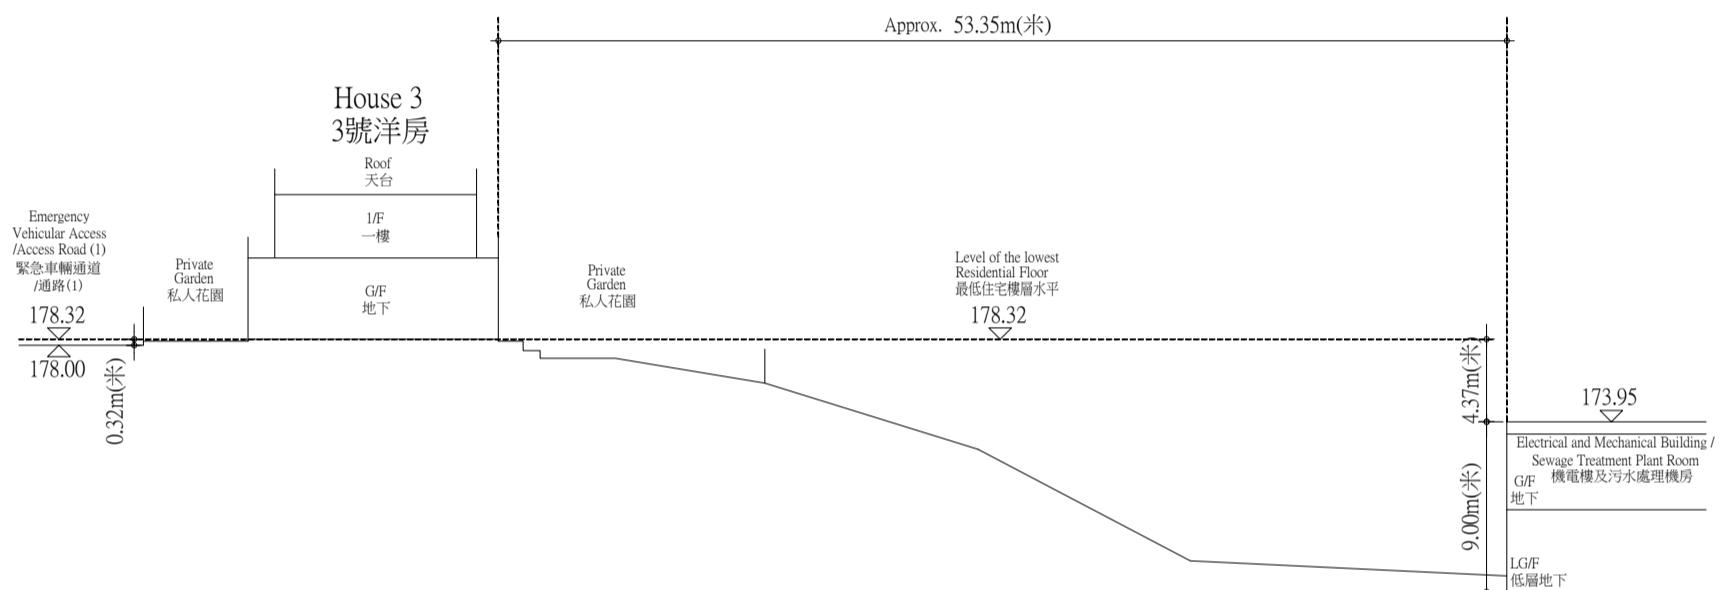 Approx. 53.35m(米)
House 3
3號洋房
Roof
天台
1/F
一樓
G/F
地下
Emergency
Vehicular Access
/Access Road (1)
緊急車輛通道
/通路(1)
178.32
178.00
0.32m(米)
Private
Garden
私人花園
Private
Garden
私人花園
Level of the lowest
Residential Floor
最低住宅樓層水平
178.32
4.37m(米)
9.00m(米)
173.95
Electrical and Mechanical Building /
Sewage Treatment Plant Room
機電樓及污水處理機房
G/F
地下
LG/F
低層地下